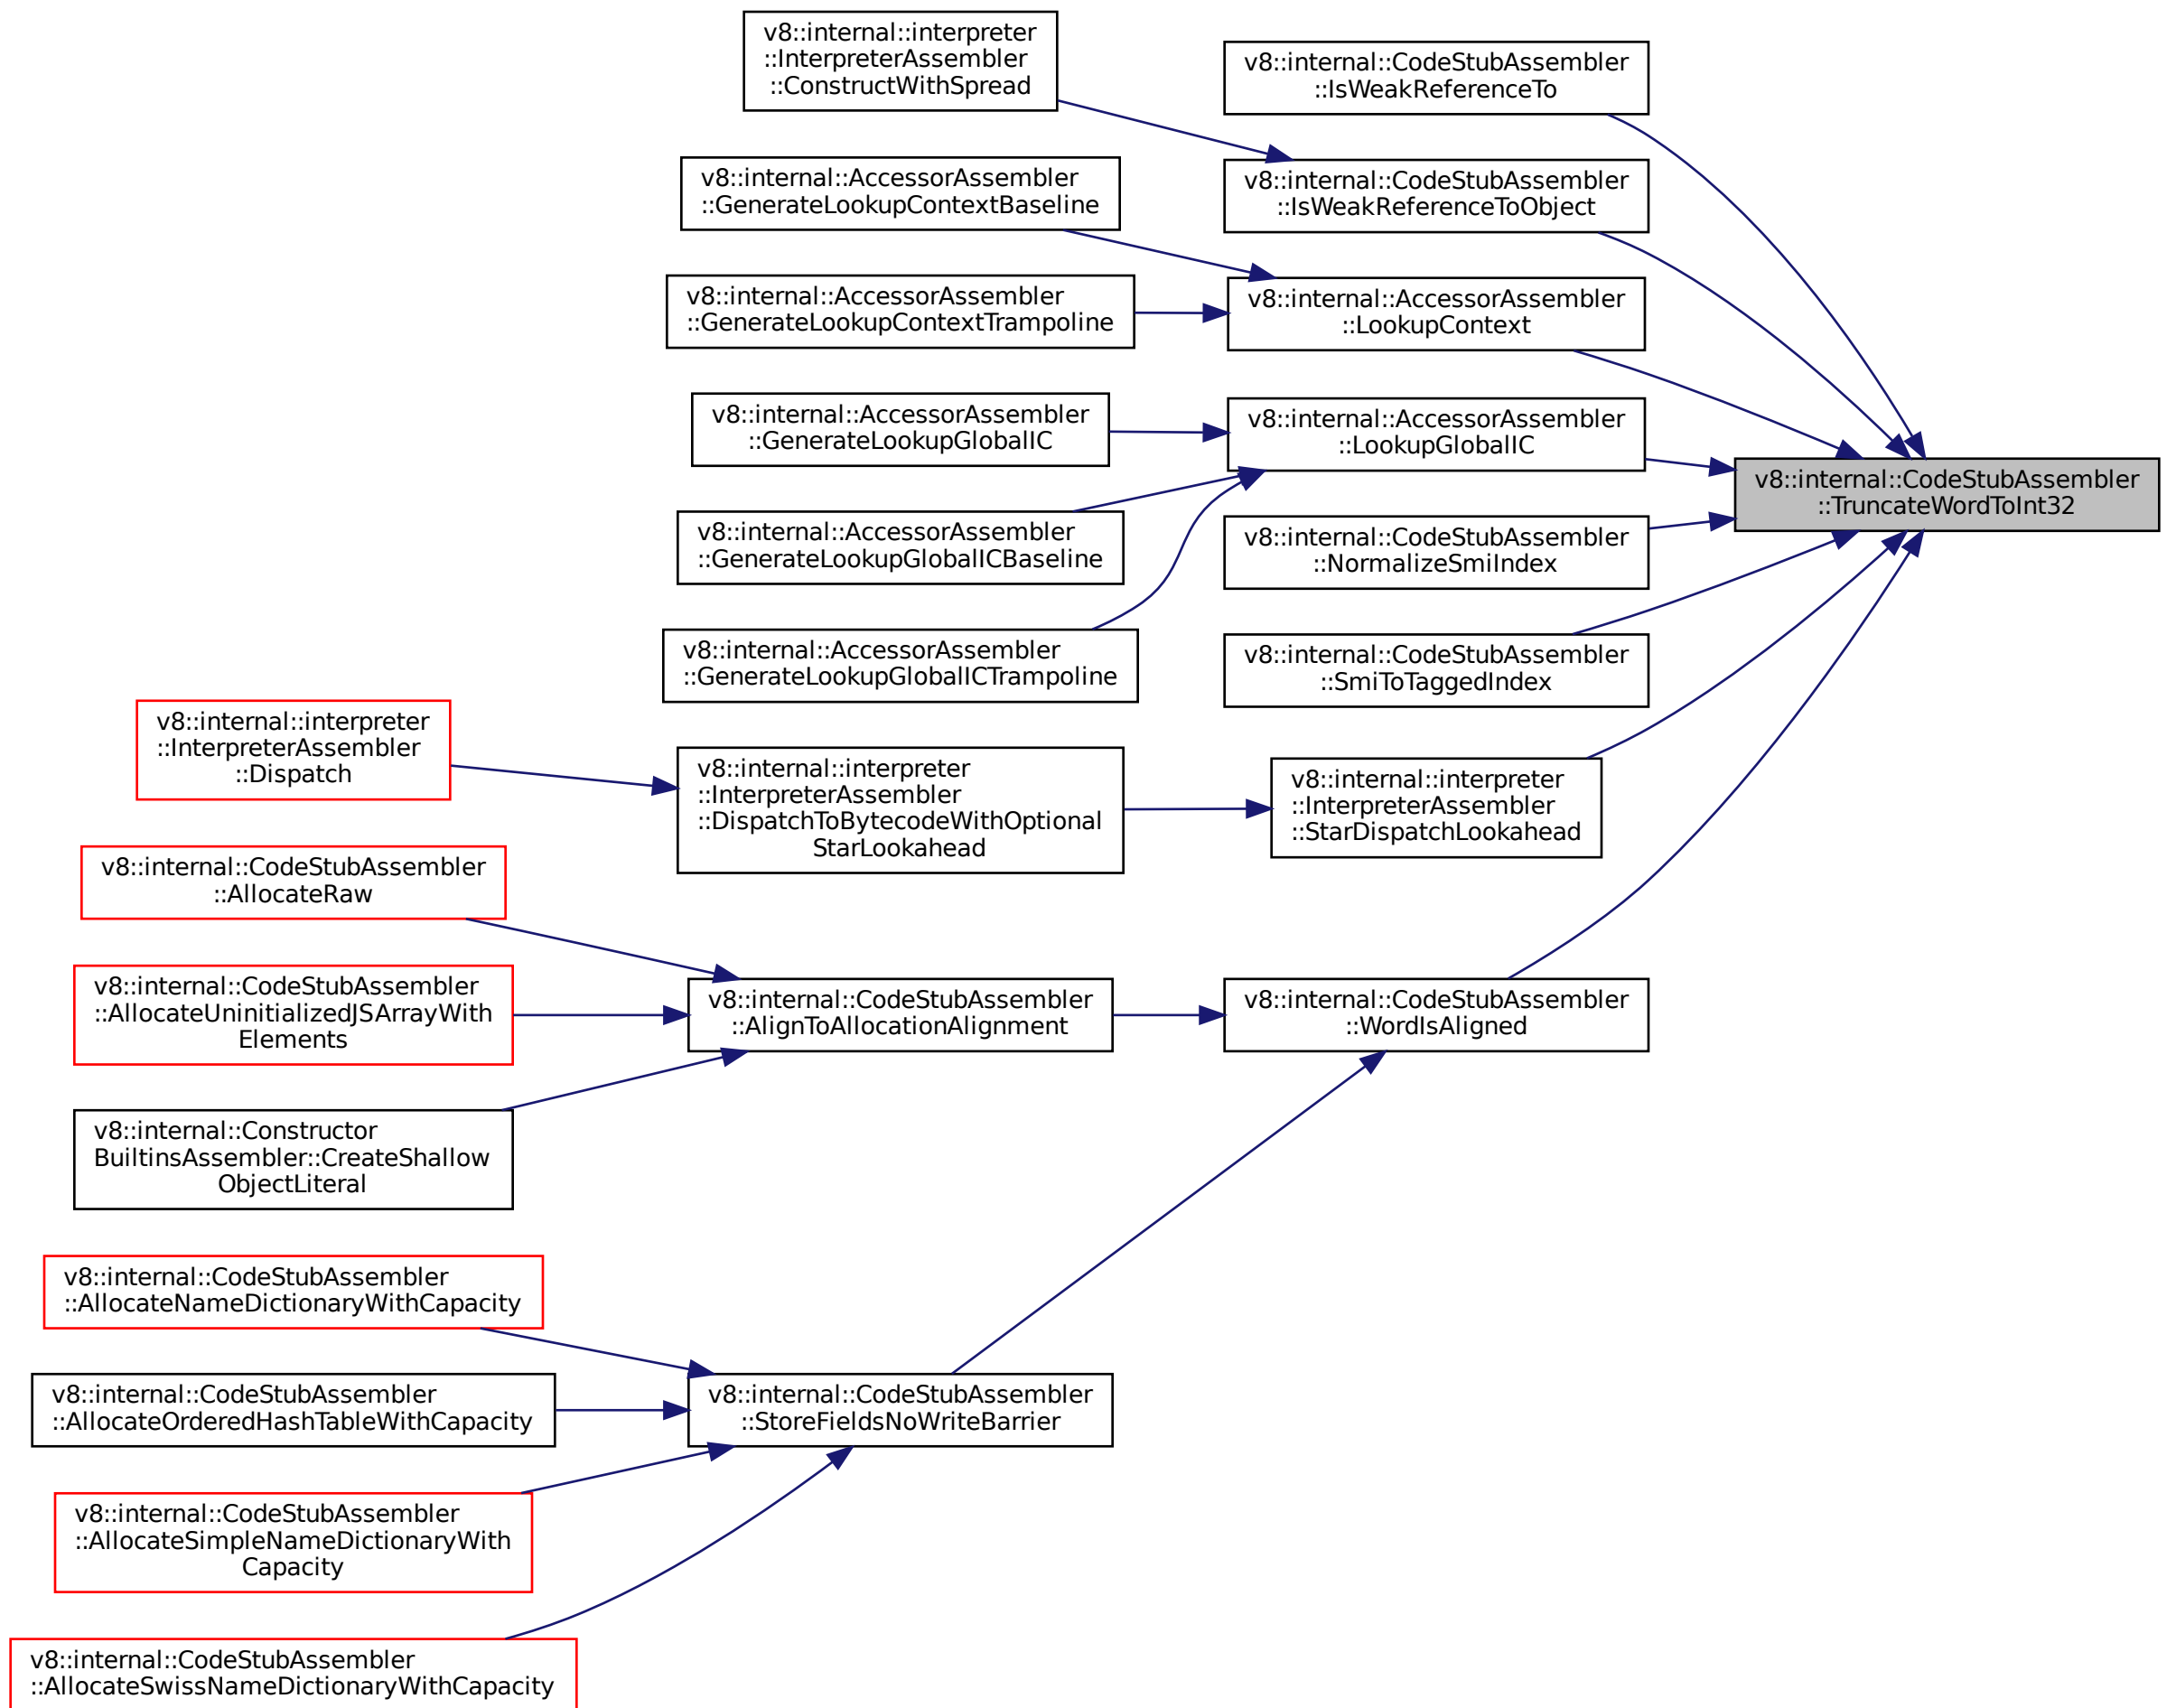 v8::internal::interpreter
::InterpreterAssembler
::ConstructWithSpread
v8::internal::CodeStubAssembler
::IsWeakReferenceTo
v8::internal::AccessorAssembler
::GenerateLookupContextBaseline
v8::internal::CodeStubAssembler
::IsWeakReferenceToObject
v8::internal::AccessorAssembler
::GenerateLookupContextTrampoline
v8::internal::AccessorAssembler
::LookupContext
v8::internal::AccessorAssembler
::GenerateLookupGlobalIC
v8::internal::AccessorAssembler
::LookupGlobalIC
v8::internal::CodeStubAssembler
::TruncateWordToInt32
v8::internal::AccessorAssembler
::GenerateLookupGlobalICBaseline
v8::internal::CodeStubAssembler
::NormalizeSmiIndex
v8::internal::AccessorAssembler
::GenerateLookupGlobalICTrampoline
v8::internal::CodeStubAssembler
::SmiToTaggedIndex
v8::internal::interpreter
::InterpreterAssembler
::Dispatch
v8::internal::interpreter
::InterpreterAssembler
::DispatchToBytecodeWithOptional
StarLookahead
v8::internal::interpreter
::InterpreterAssembler
::StarDispatchLookahead
v8::internal::CodeStubAssembler
::AllocateRaw
v8::internal::CodeStubAssembler
::AllocateUninitializedJSArrayWith
Elements
v8::internal::CodeStubAssembler
::AlignToAllocationAlignment
v8::internal::CodeStubAssembler
::WordIsAligned
v8::internal::Constructor
BuiltinsAssembler::CreateShallow
ObjectLiteral
v8::internal::CodeStubAssembler
::AllocateNameDictionaryWithCapacity
v8::internal::CodeStubAssembler
::AllocateOrderedHashTableWithCapacity
v8::internal::CodeStubAssembler
::StoreFieldsNoWriteBarrier
v8::internal::CodeStubAssembler
::AllocateSimpleNameDictionaryWith
Capacity
v8::internal::CodeStubAssembler
::AllocateSwissNameDictionaryWithCapacity